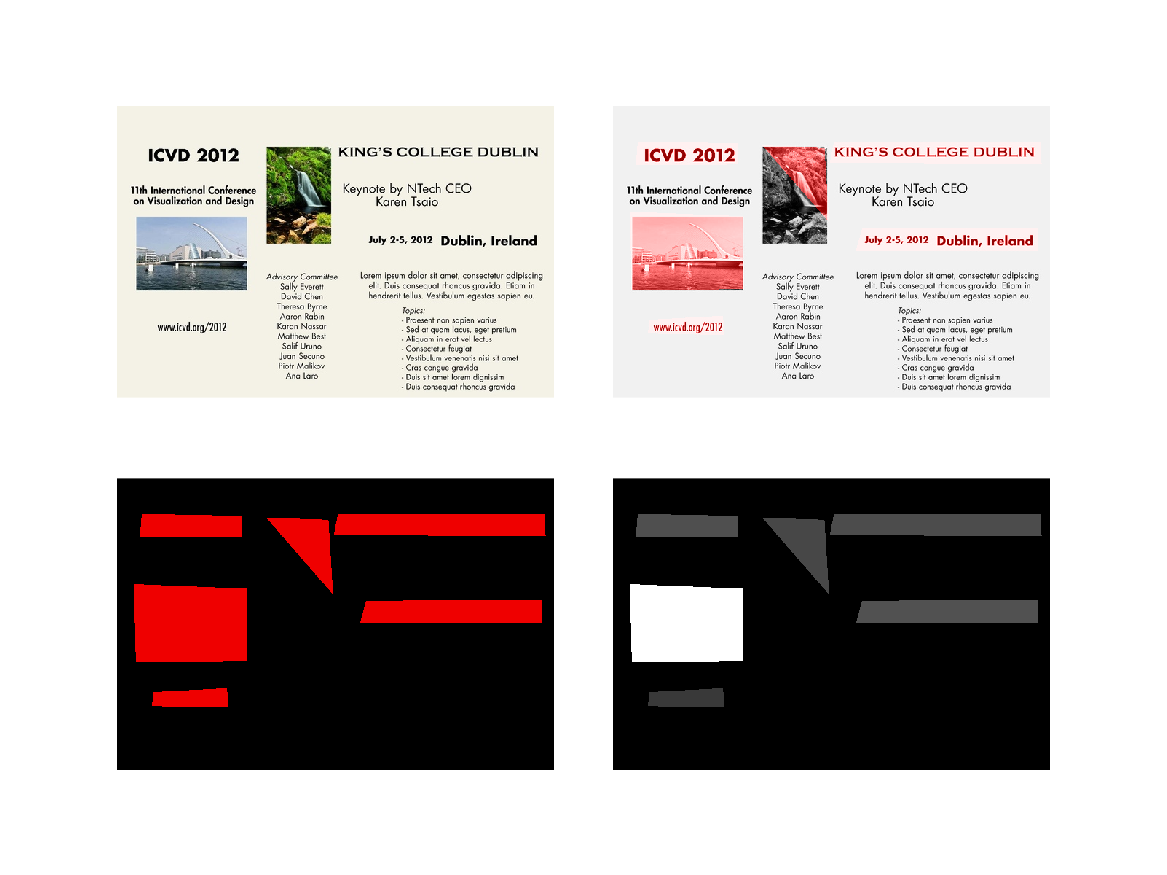 ICVD 2012
11th International Conference
on Visualization and Design
www.icvd.org/2012
Advisory Committee
Sally Everett
David Chen
Theresa Byrne
Aaron Rabin
Karen Nassar
Matthew Best
Salif Uruno
Juan Secuno
Piotr Malikov
Ana Laro
KING'S COLLEGE DUBLIN
Keynote by NTech CEO
Karen Tsaio
July 2-5, 2012 Dublin, Ireland
Lorem ipsum dolor sit amet, consectetur adipiscing
elit. Duis consequat rhoncus gravida. Etiam in
hendrerit tellus. Vestibulum egestas sapien eu
Topics:
- Praesent non sapien varius
- Sed at quam lacus, eget pretium
- Aliquam in erat vel lectus
- Consectetur feugiat
- Vestibulum venenatis nisi sit amet
- Cras congue gravida
- Duis sit amet lorem dignissim
- Duis consequat rhoncus gravida
ICVD 2012
11th International Conference
on Visualization and Design
www.icvd.org/2012
Advisory Committee
Sally Everett
David Chen
Theresa Byrne
Aaron Rabin
Karen Nassar
Matthew Best
Salif Uruno
Juan Secuno
Piotr Malikov
Ana Laro
KING'S COLLEGE DUBLIN
Keynote by NTech CEO
Karen Tsaio
July 2-5, 2012 Dublin, Ireland
Lorem ipsum dolor sit amet, consectetur adipiscing
elit. Duis consequat rhoncus gravida. Etiam in
hendrerit tellus. Vestibulum egestas sapien eu
Topics:
- Praesent non sapien varius
- Sed at quam lacus, eget pretium
- Aliquam in erat vel lectus
- Consectetur feugiat
- Vestibulum venenatis nisi sit amet
- Cras congue gravida
- Duis sit amet lorem dignissim
- Duis consequat rhoncus gravida